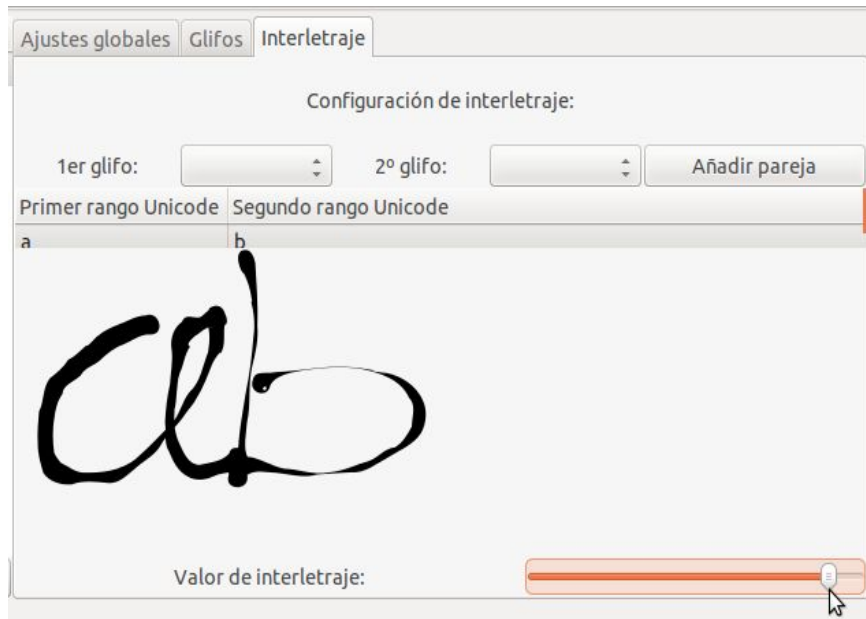 Ajustes globales Glifos Interletraje
Configuración de interletraje:
1er glifo: 2º glifo: Añadir pareja
Primer rango Unicode Segundo rango Unicode
a b
ab
Valor de interletraje: